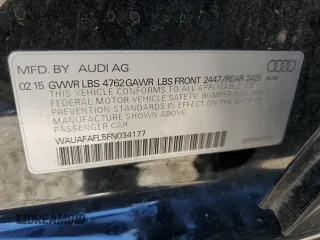 MFD. BY AUDI AG
02.15 GVWR LBS 4762 GAWR LBS FRONT 2447/REAR 2425
THIS VEHICLE CONFORMS TO ALL APPLICABLE U.S.
FEDERAL MOTOR VEHICLE SAFETY BUMPER AND
THEFT PREVENTION STANDARDS IN EFFECT ON THE
DATE OF MANUFACTURE SHOWN ABOVE
WAUAFAFL5FN034177
PASSENGER CAR
DREAM